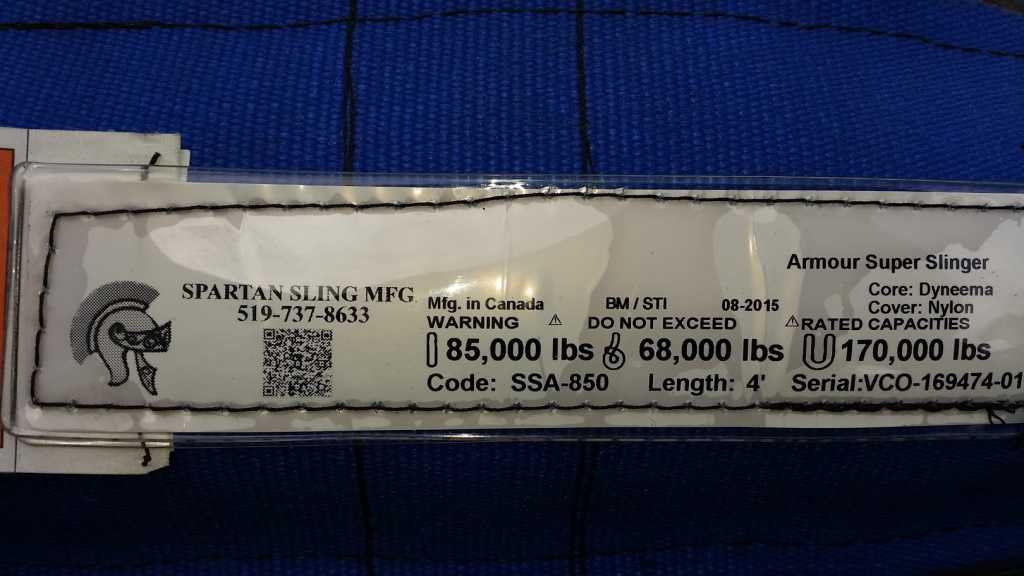 Armour Super Slinger
Core: Dyneema
Cover: Nylon
SPARTAN SLING MFG.
519-737-8633
Mfg. in Canada BM / STI 08-2015
WARNING ⚠ DO NOT EXCEED ⚠ RATED CAPACITIES
85,000 lbs 68,000 lbs 170,000 lbs
Code: SSA-850 Length: 4' Serial:VCO-169474-01